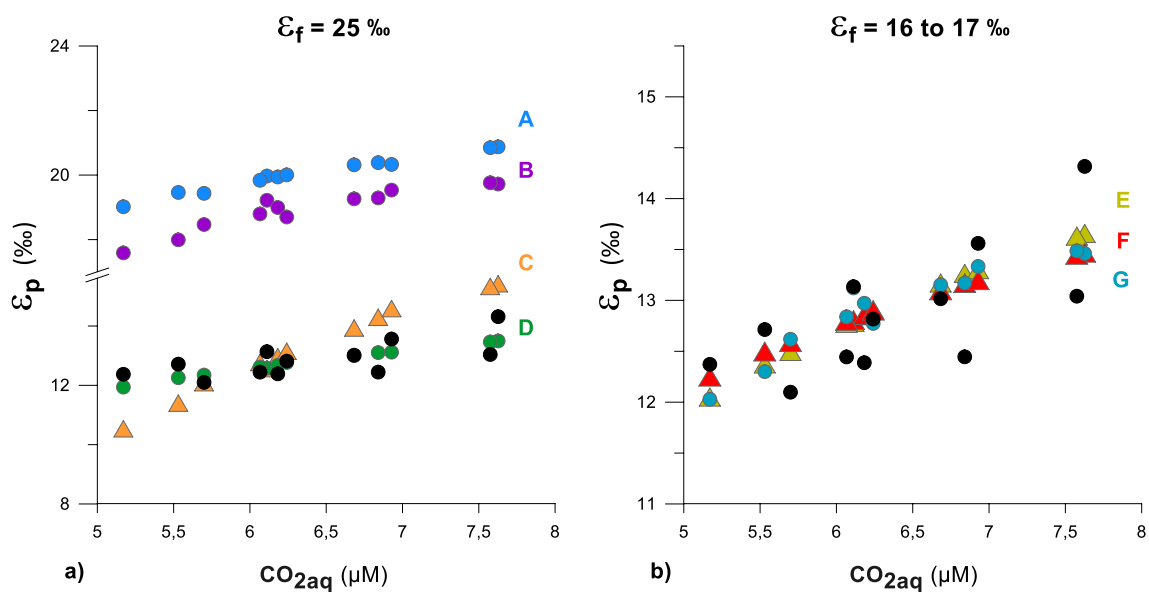 εf = 25 ‰
εp (‰)
24
20
12
8
A
B
C
D
5
5,5
6
6,5
7
7,5
8
a)
CO2aq (µM)
εf = 16 to 17 ‰
εp (‰)
15
14
13
12
11
E
F
G
5
5,5
6
6,5
7
7,5
8
b)
CO2aq (µM)